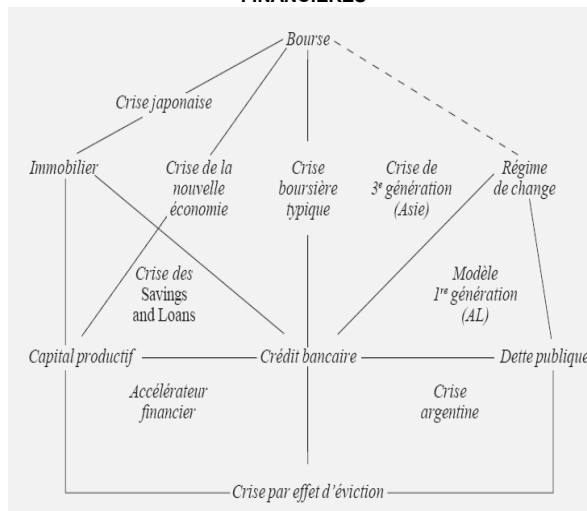 FINANCIÈRES
Bourse
Crise japonaise
Immobilier
Crise de la
nouvelle
économie
Crise
boursière
typique
Crise de
3e génération
(Asie)
Régime
de change
Crise des
Savings
and Loans
Modèle
1re génération
(AL)
Capital productif
Crédit bancaire
Dette publique
Accélérateur
financier
Crise
argentine
Crise par effet d'éviction